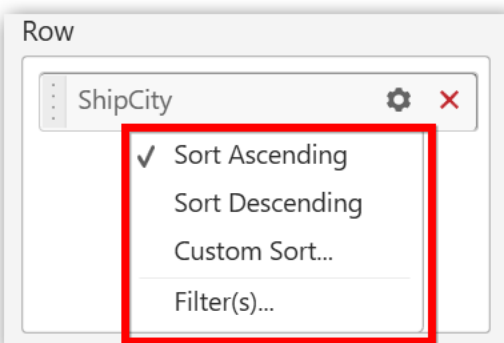 Row
ShipCity
Sort Ascending
Sort Descending
Custom Sort...
Filter(s)...